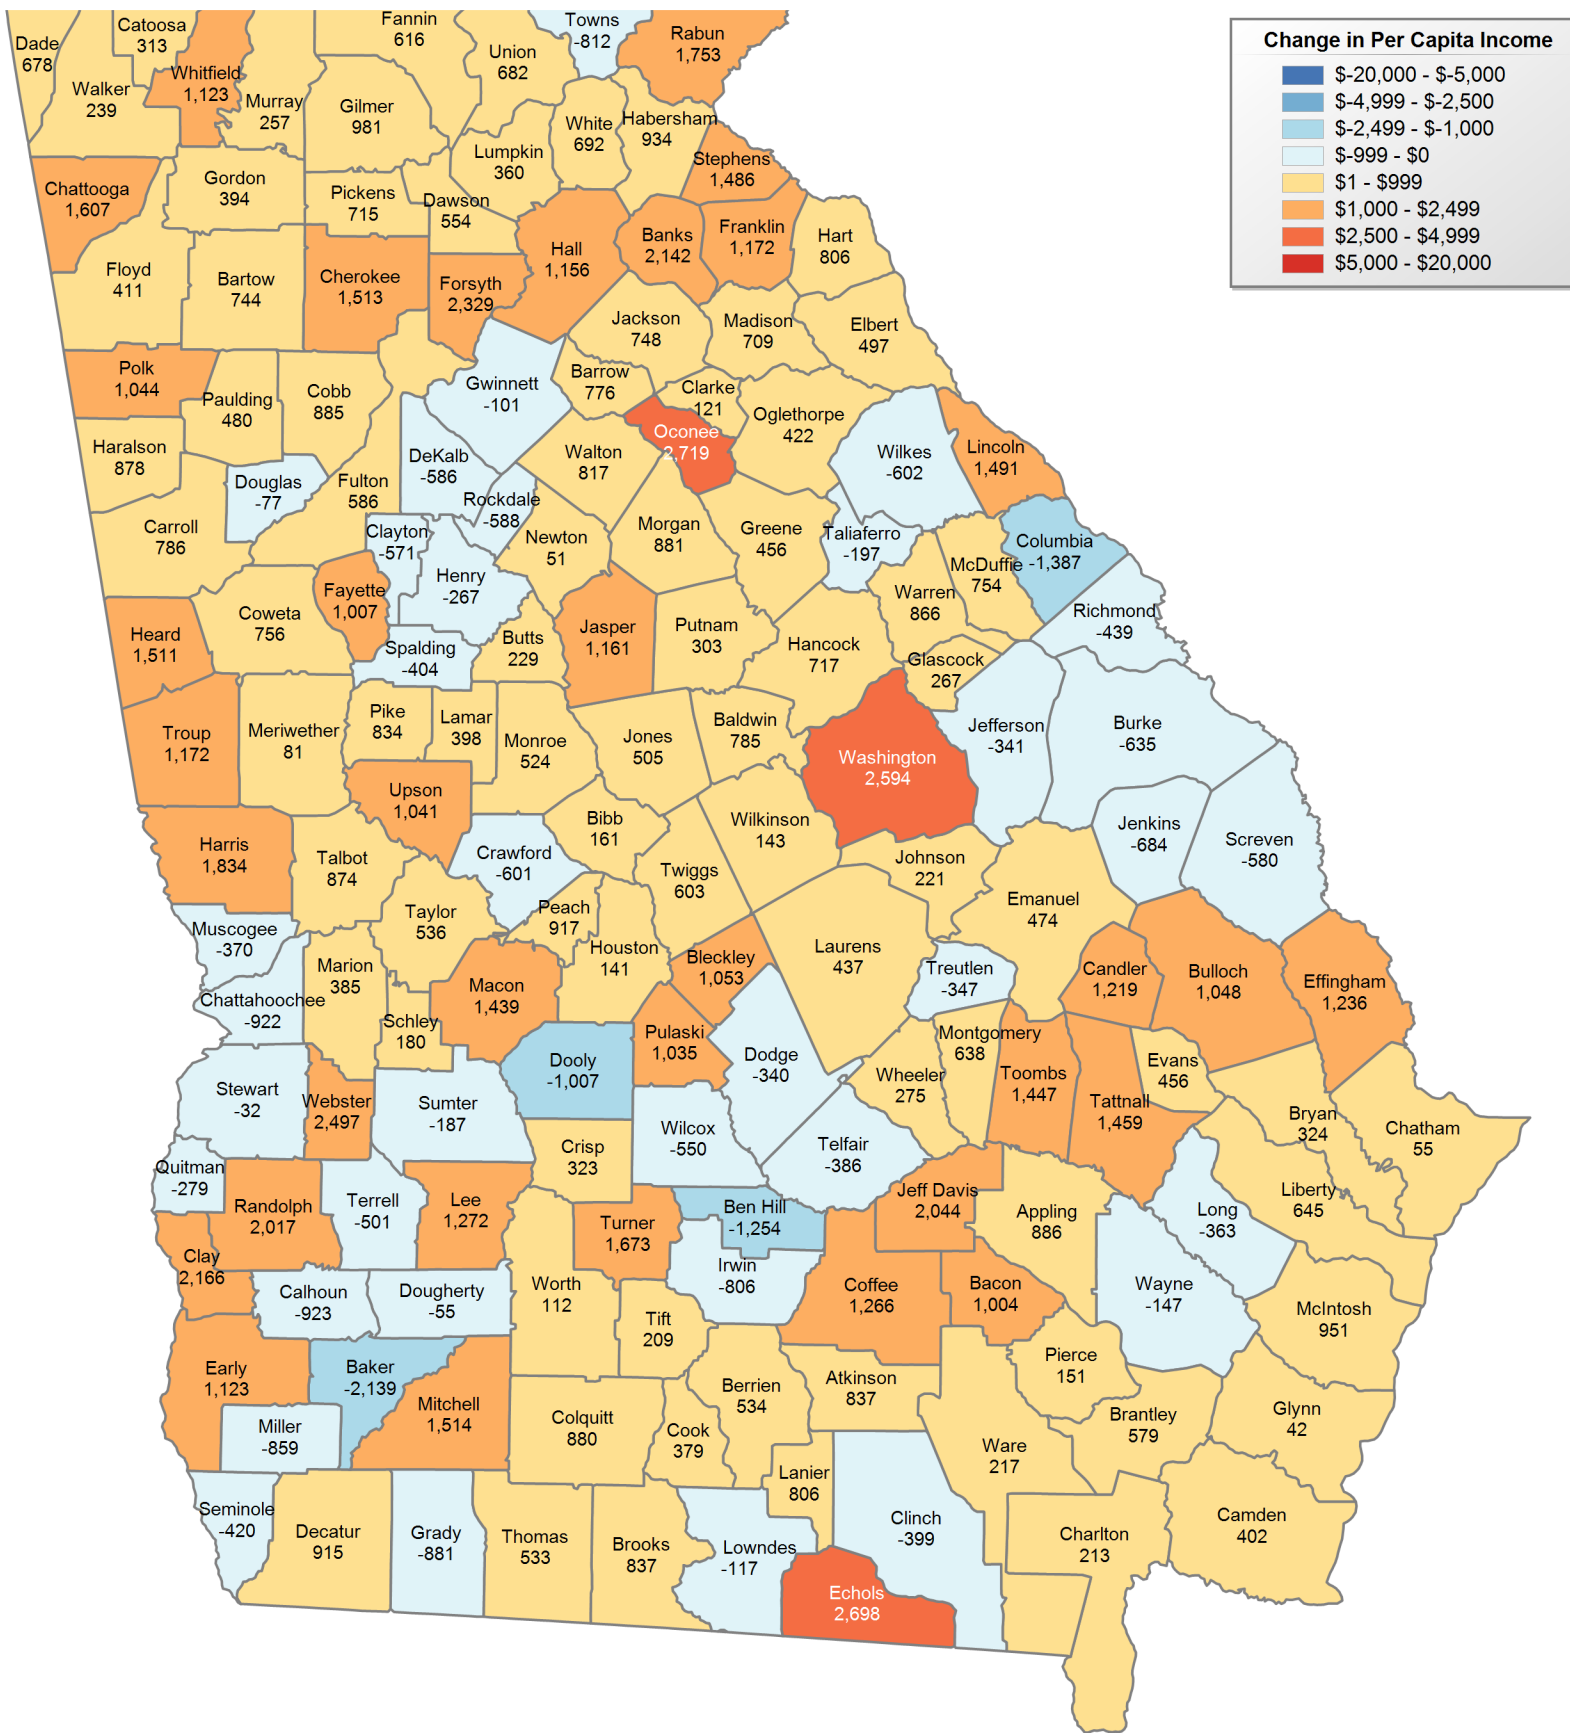 Change in Per Capita Income
$-20,000 - $-5,000
$-4,999 - $-2,500
$-2,499 - $-1,000
$-999 - $0
$1 - $999
$1,000 - $2,499
$2,500 - $4,999
$5,000 - $20,000
Dade
678
Catoosa
313
Whitfield
1,123
Fannin
616
Union
682
Towns
-812
Rabun
1,753
Walker
239
Murray
257
Gilmer
981
White
692
Habersham
934
Lumpkin
360
Stephens
1,486
Chattooga
1,607
Gordon
394
Pickens
715
Dawson
554
Hall
1,156
Banks
2,142
Franklin
1,172
Hart
806
Floyd
411
Bartow
744
Cherokee
1,513
Forsyth
2,329
Jackson
748
Madison
709
Elbert
497
Polk
1,044
Paulding
480
Cobb
885
Gwinnett
-101
Barrow
776
Clarke
121
Oglethorpe
422
Oconee
2,719
Haralson
878
Douglas
-77
Fulton
586
DeKalb
-586
Rockdale
-588
Walton
817
Wilkes
-602
Lincoln
1,491
Carroll
786
Clayton
-571
Newton
51
Morgan
881
Greene
456
Taliaferro
-197
Columbia
-1,387
McDuffie
754
Fayette
1,007
Henry
-267
Warren
866
Richmond
-439
Coweta
756
Heard
1,511
Spalding
-404
Butts
229
Jasper
1,161
Putnam
303
Hancock
717
Glascock
267
Troup
1,172
Meriwether
81
Pike
834
Lamar
398
Monroe
524
Jones
505
Baldwin
785
Washington
2,594
Jefferson
-341
Burke
-635
Upson
1,041
Bibb
161
Wilkinson
143
Jenkins
-684
Screven
-580
Harris
1,834
Talbot
874
Crawford
-601
Twiggs
603
Johnson
221
Emanuel
474
Taylor
536
Peach
917
Houston
141
Muscogee
-370
Marion
385
Chattahoochee
-922
Schley
180
Macon
1,439
Bleckley
1,053
Laurens
437
Treutlen
-347
Candler
1,219
Bulloch
1,048
Effingham
1,236
Pulaski
1,035
Dooly
-1,007
Dodge
-340
Montgomery
638
Wheeler
275
Toombs
1,447
Evans
456
Tattnall
1,459
Stewart
-32
Webster
2,497
Sumter
-187
Wilcox
-550
Telfair
-386
Bryan
324
Chatham
55
Crisp
323
Quitman
-279
Randolph
2,017
Terrell
-501
Lee
1,272
Turner
1,673
Ben Hill
-1,254
Jeff Davis
2,044
Appling
886
Long
-363
Liberty
645
Clay
2,166
Calhoun
-923
Dougherty
-55
Worth
112
Irwin
-806
Coffee
1,266
Bacon
1,004
Wayne
-147
McIntosh
951
Tift
209
Early
1,123
Baker
-2,139
Mitchell
1,514
Berrien
534
Atkinson
837
Pierce
151
Miller
-859
Colquitt
880
Cook
379
Ware
217
Brantley
579
Glynn
42
Lanier
806
Seminole
-420
Decatur
915
Grady
-881
Thomas
533
Brooks
837
Lowndes
-117
Clinch
-399
Echols
2,698
Charlton
213
Camden
402